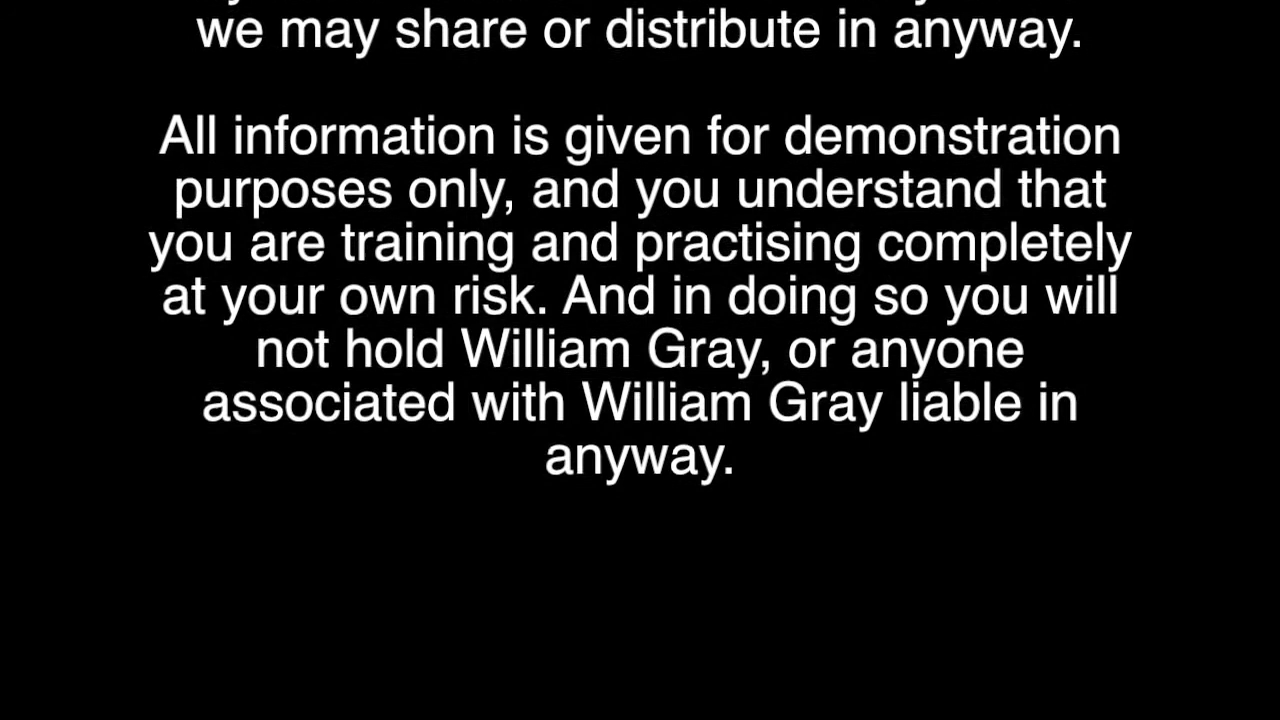 we may share or distribute in anyway.
All information is given for demonstration
purposes only, and you understand that
you are training and practising completely
at your own risk. And in doing so you will
not hold William Gray, or anyone
associated with William Gray liable in
anyway.